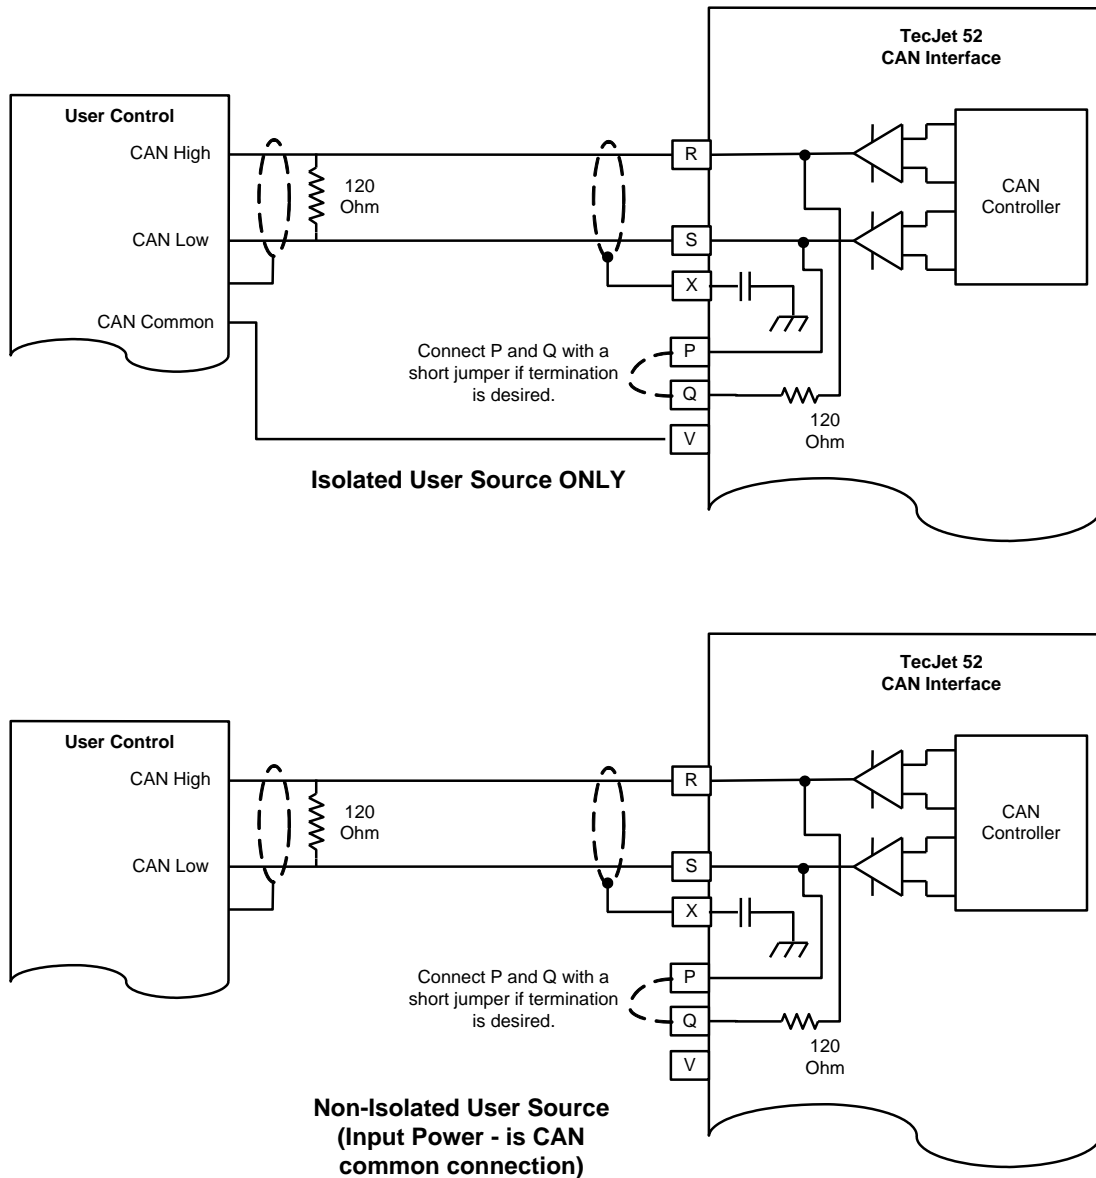 TecJet 52
CAN Interface
User Control
CAN High
CAN Low
CAN Common
120
Ohm
R
S
X
P
Q
V
CAN
Controller
Connect P and Q with a
short jumper if termination
is desired.
120
Ohm
Isolated User Source ONLY
TecJet 52
CAN Interface
User Control
CAN High
CAN Low
120
Ohm
R
S
X
P
Q
V
CAN
Controller
Connect P and Q with a
short jumper if termination
is desired.
120
Ohm
Non-Isolated User Source
(Input Power - is CAN
common connection)